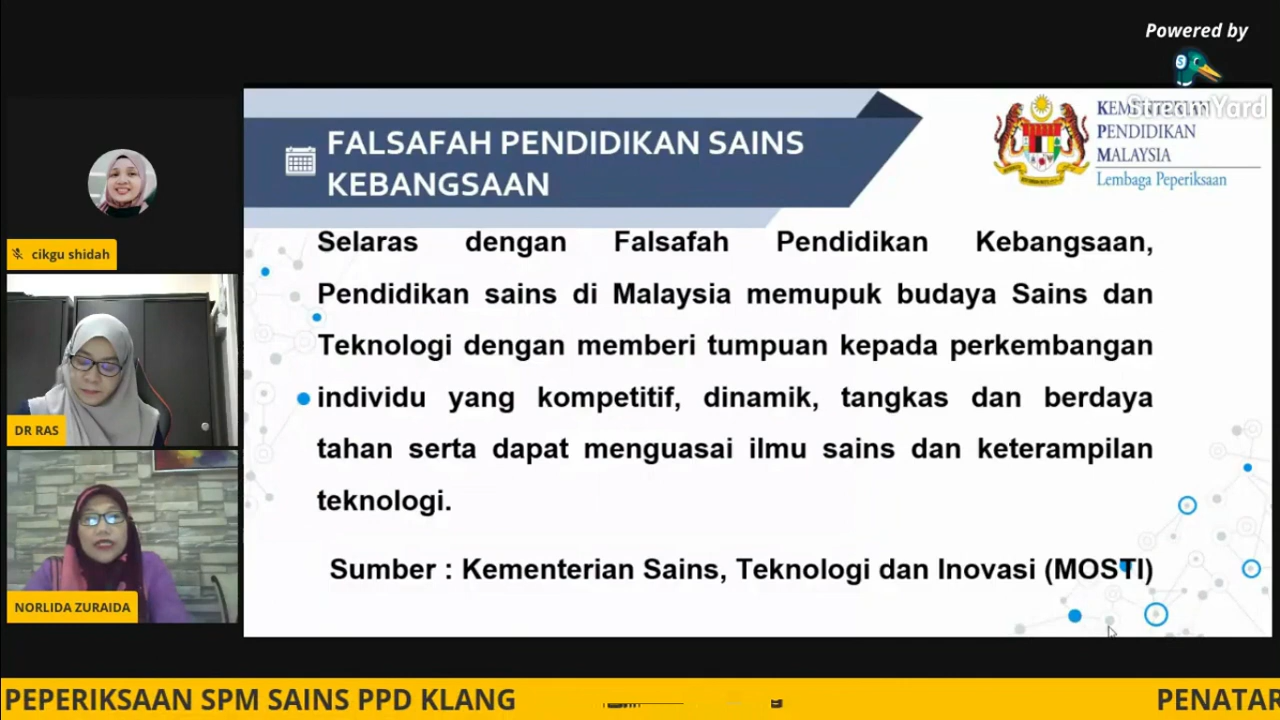 Powered by
StreamYard
KEMENTERIAN
PENDIDIKAN
MALAYSIA
Lembaga Peperiksaan
FALSAFAH PENDIDIKAN SAINS
KEBANGSAAN
Selaras dengan Falsafah Pendidikan Kebangsaan,
Pendidikan sains di Malaysia memupuk budaya Sains dan
Teknologi dengan memberi tumpuan kepada perkembangan
individu yang kompetitif, dinamik, tangkas dan berdaya
tahan serta dapat menguasai ilmu sains dan keterampilan
teknologi.
Sumber : Kementerian Sains, Teknologi dan Inovasi (MOSTI)
cikgu shidah
DR RAS
NORLIDA ZURAIDA
PEPERIKSAAN SPM SAINS PPD KLANG
PENATAR